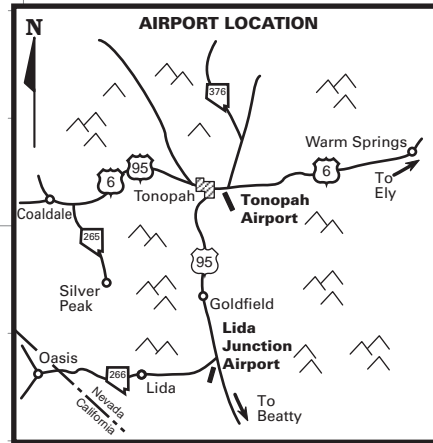 AIRPORT LOCATION
N
376
Warm Springs
6
95
6
To
Ely
Tonopah
Tonopah
Airport
Coaldale
265
95
Silver
Peak
Goldfield
Lida
Junction
Airport
Oasis
266
Lida
Nevada
California
To
Beatty